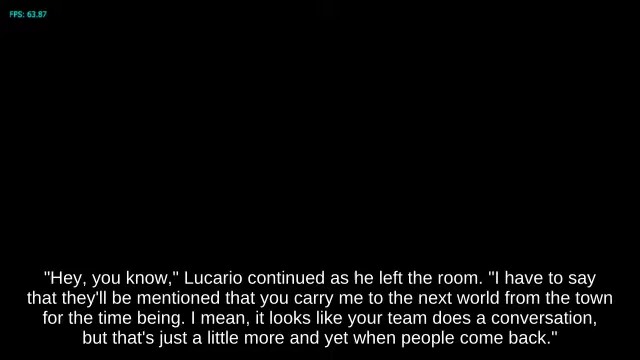 FPS: 63.87
"Hey, you know," Lucario continued as he left the room. "I have to say
that they'll be mentioned that you carry me to the next world from the town
for the time being. I mean, it looks like your team does a conversation,
but that's just a little more and yet when people come back."